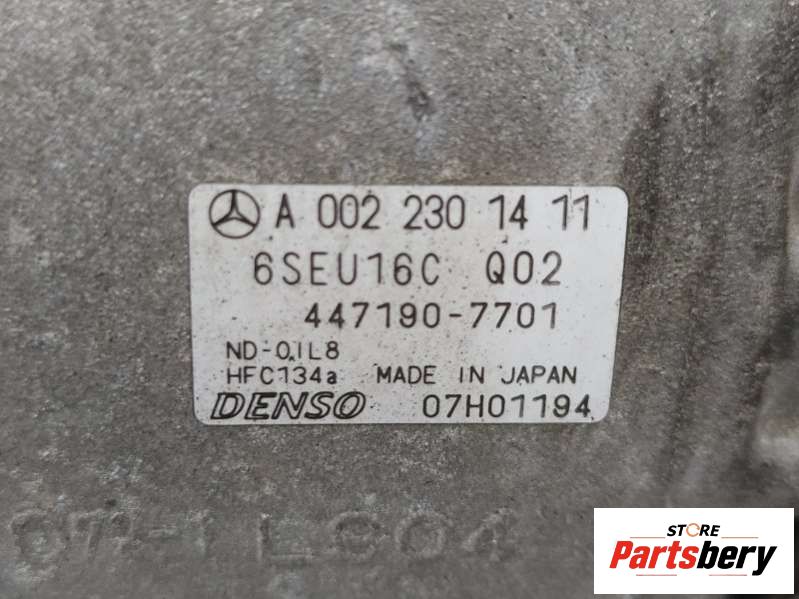 A 002 230 14 11
6SEU16C Q02
447190-7701
ND-OIL8
HFC134a MADE IN JAPAN
DENSO 07H01194
STORE
Partsbery